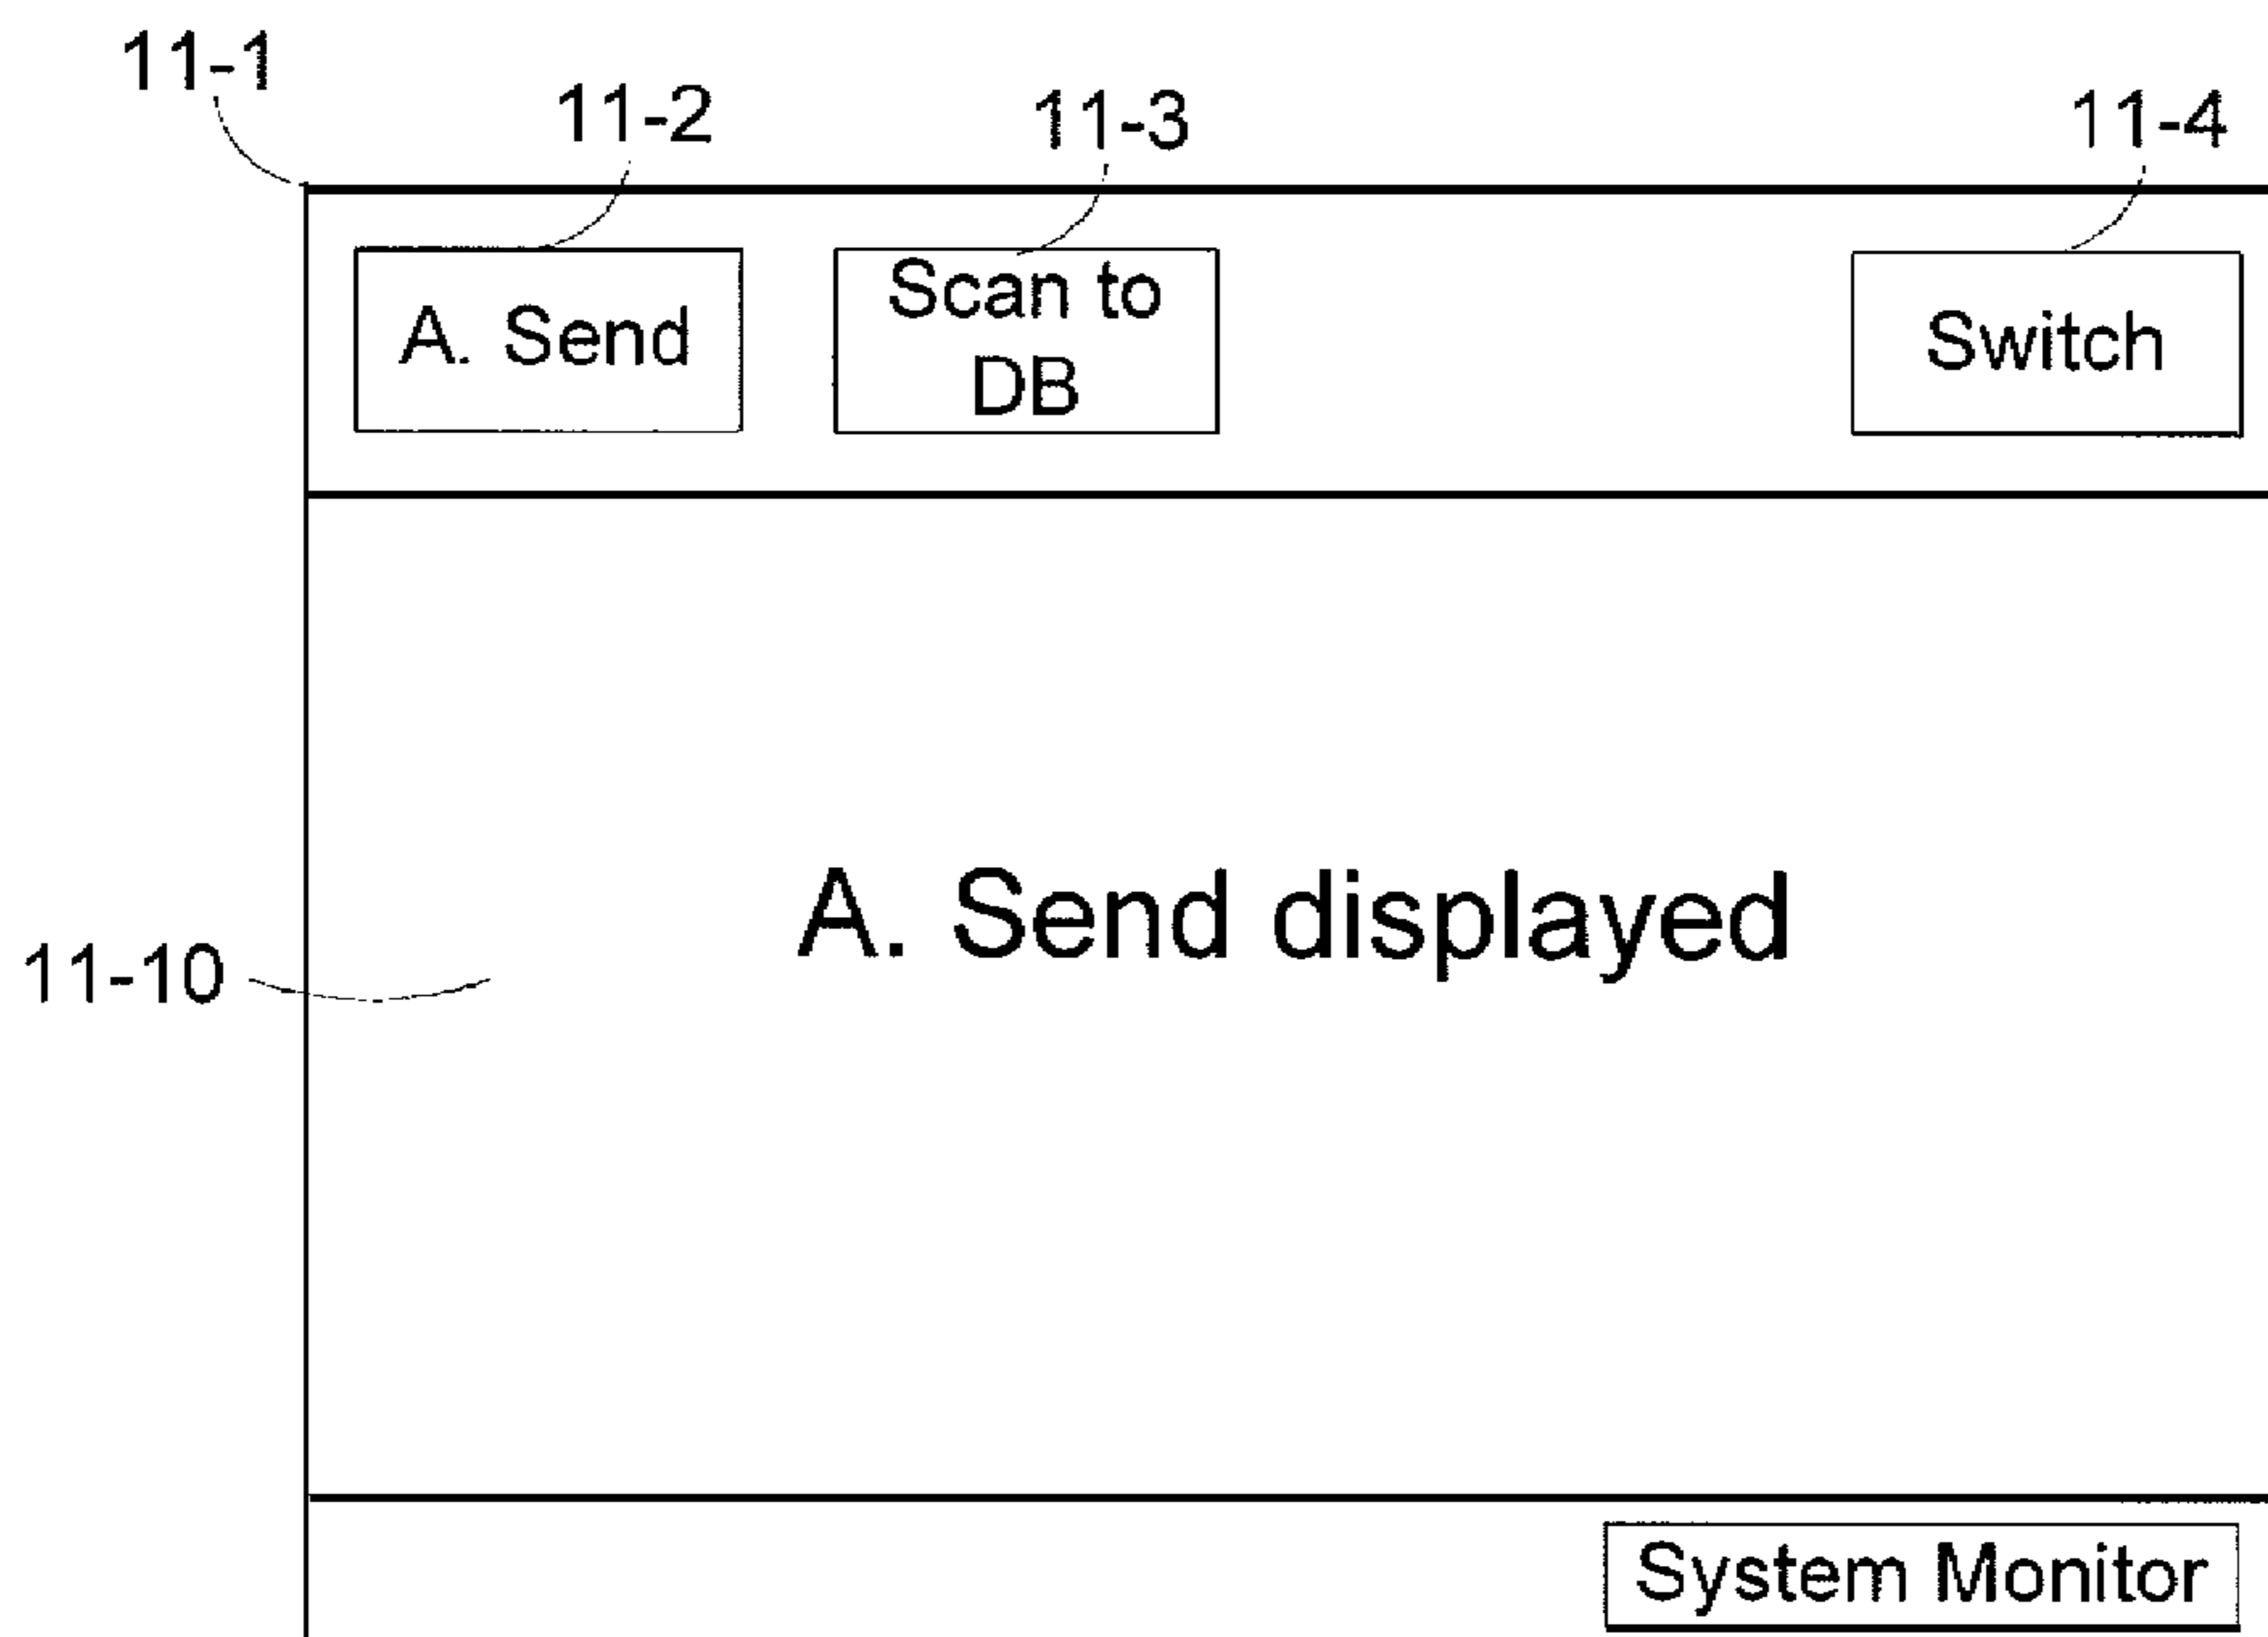 11-1
11-2
11-3
11-4
A. Send
Scan to
DB
Switch
A. Send displayed
11-10
System Monitor